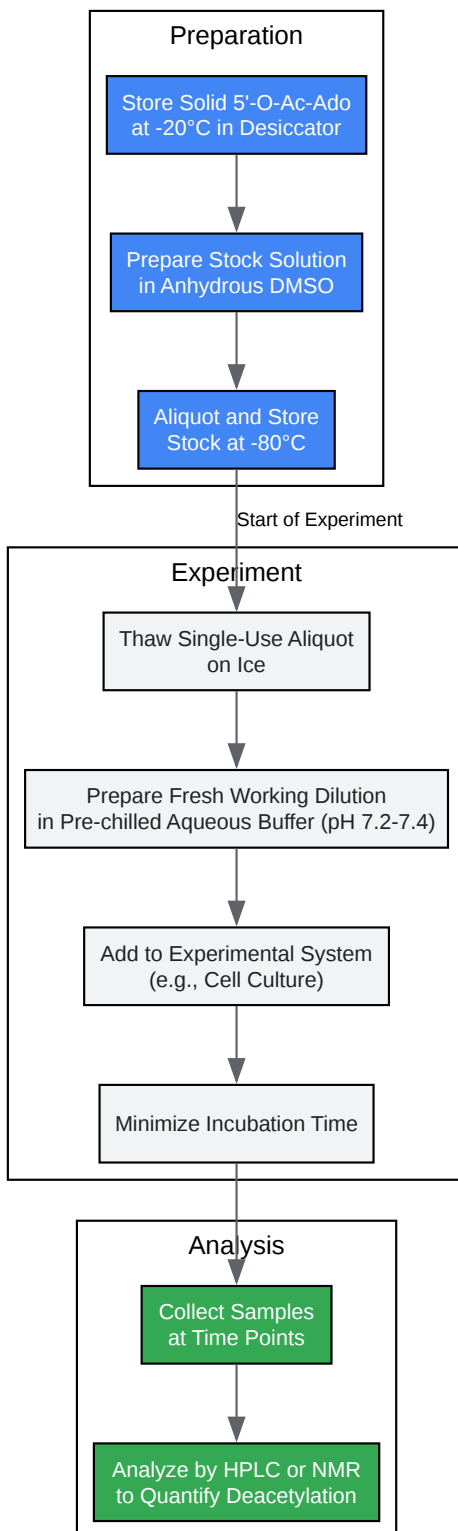 Preparation
Store Solid 5'-O-Ac-Ado
at -20°C in Desiccator
Prepare Stock Solution
in Anhydrous DMSO
Aliquot and Store
Stock at -80°C
Start of Experiment
Experiment
Thaw Single-Use Aliquot
on Ice
Prepare Fresh Working Dilution
in Pre-chilled Aqueous Buffer (pH 7.2-7.4)
Add to Experimental System
(e.g., Cell Culture)
Minimize Incubation Time
Analysis
Collect Samples
at Time Points
Analyze by HPLC or NMR
to Quantify Deacetylation